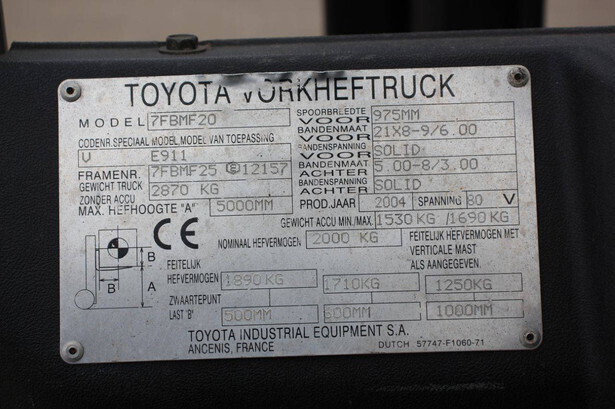 TOYOTA VORKHEFTRUCK
MODEL 7FBMF20
SPOORBREEDTE VOOR 975MM
BANDENMAAT VOOR 21X8-9/6.00
CODENR.SPECIAAL MODEL,MODEL VAN TOEPASSING
V E911
BANDENSPANNING VOOR SOLID
FRAMENR. 7FBMF25 E 12157
BANDENMAAT ACHTER 5.00-8/3.00
GEWICHT TRUCK ZONDER ACCU 2870 KG
BANDENSPANNING ACHTER SOLID
MAX. HEFHOOGTE "A" 5000MM
PROD.JAAR 2004 SPANNING 80 V
GEWICHT ACCU MIN./MAX. 1530 KG /1690 KG
CE
NOMINAAL HEFVERMOGEN 2000 KG
FEITELIJK HEFVERMOGEN MET
VERTICALE MAST
ALS AANGEGEVEN.
B
A
B
FEITELIJK
HEFVERMOGEN 1890KG 1710KG 1250KG
ZWAARTEPUNT
LAST 'B' 500MM 600MM 1000MM
TOYOTA INDUSTRIAL EQUIPMENT S.A.
ANCENIS, FRANCE
DUTCH 57747-F1060-71